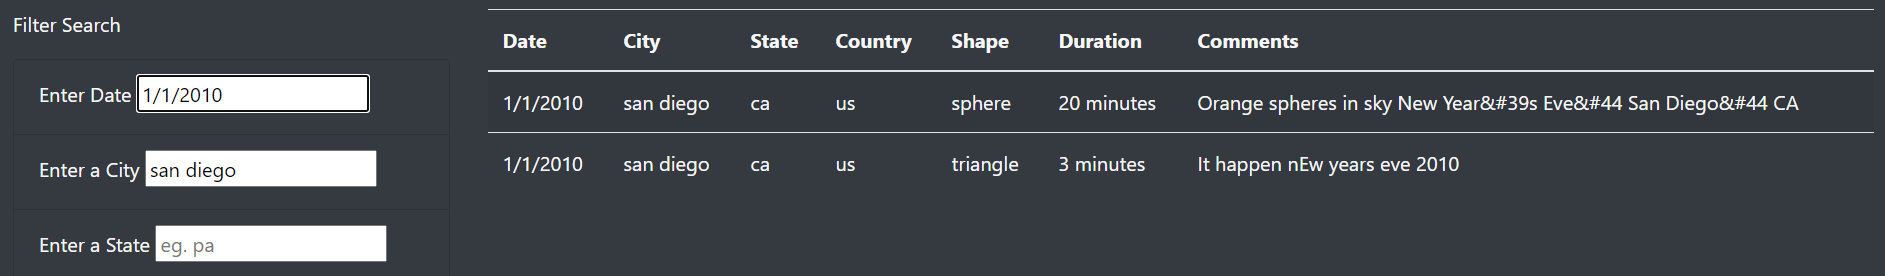 Filter Search
Enter Date 1/1/2010
Enter a City san diego
Enter a State eg. pa
Date City State Country Shape Duration Comments
1/1/2010 san diego ca us sphere 20 minutes Orange spheres in sky New Year&#39s Eve&#44 San Diego&#44 CA
1/1/2010 san diego ca us triangle 3 minutes It happen nEw years eve 2010